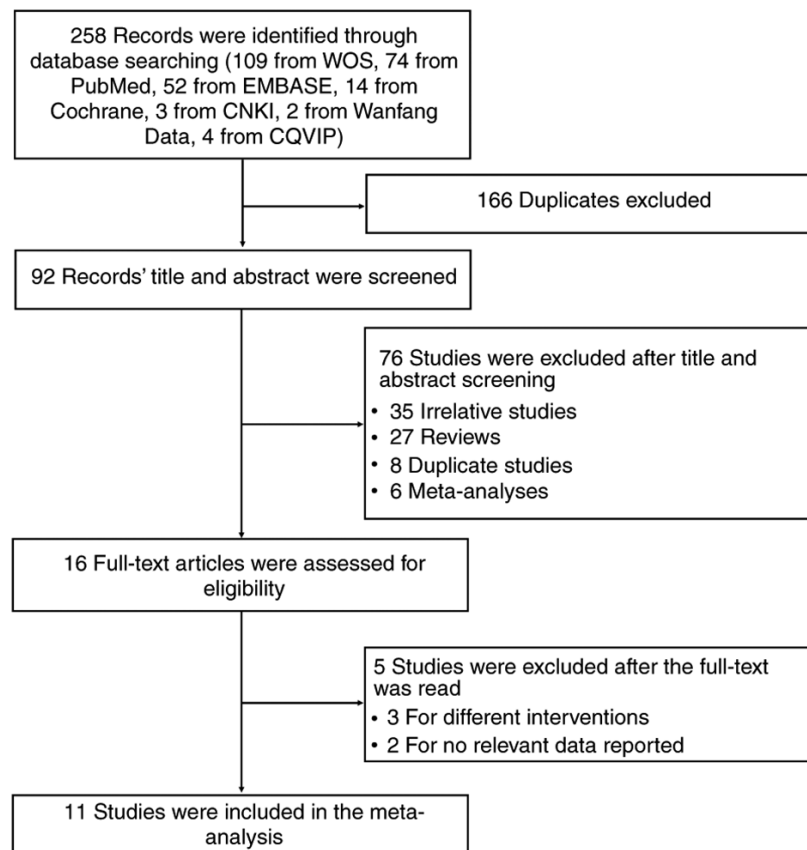 258 Records were identified through
database searching (109 from WOS, 74 from
PubMed, 52 from EMBASE, 14 from
Cochrane, 3 from CNKI, 2 from Wanfang
Data, 4 from CQVIP)
166 Duplicates excluded
92 Records' title and abstract were screened
76 Studies were excluded after title and
abstract screening
• 35 Irrelative studies
• 27 Reviews
• 8 Duplicate studies
• 6 Meta-analyses
16 Full-text articles were assessed for
eligibility
5 Studies were excluded after the full-text
was read
• 3 For different interventions
• 2 For no relevant data reported
11 Studies were included in the meta-
analysis